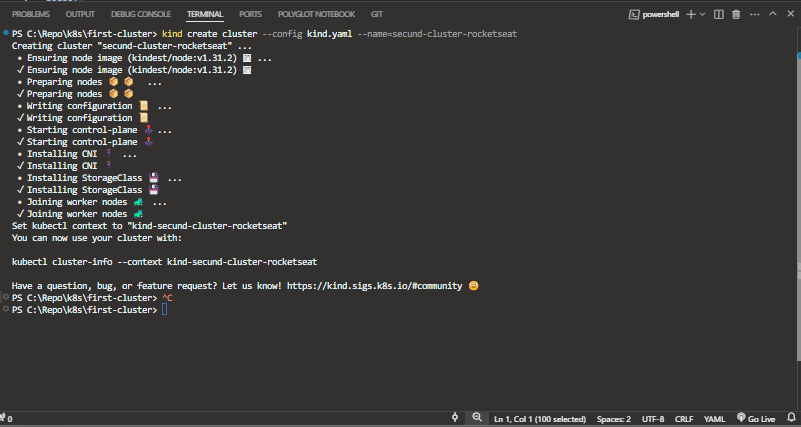 PROBLEMS OUTPUT DEBUG CONSOLE TERMINAL PORTS POLYGLOT NOTEBOOK GIT powershell
PS C:\Repo\k8s\first-cluster> kind create cluster --config kind.yaml --name=secund-cluster-rocketseat
Creating cluster "secund-cluster-rocketseat" ...
• Ensuring node image (kindest/node:v1.31.2) 🖼 ...
✓ Ensuring node image (kindest/node:v1.31.2) 🖼
• Preparing nodes 📦 📦 ...
✓ Preparing nodes 📦 📦
• Writing configuration 📜 ...
✓ Writing configuration 📜
• Starting control-plane 🕹 ...
✓ Starting control-plane 🕹
• Installing CNI 🔌 ...
✓ Installing CNI 🔌
• Installing StorageClass 💾 ...
✓ Installing StorageClass 💾
• Joining worker nodes 🚜 ...
✓ Joining worker nodes 🚜
Set kubectl context to "kind-secund-cluster-rocketseat"
You can now use your cluster with:
kubectl cluster-info --context kind-secund-cluster-rocketseat
Have a question, bug, or feature request? Let us know! https://kind.sigs.k8s.io/#community 🙂
PS C:\Repo\k8s\first-cluster> ^C
PS C:\Repo\k8s\first-cluster>
0 Ln 1, Col 1 (100 selected) Spaces: 2 UTF-8 CRLF YAML Go Live